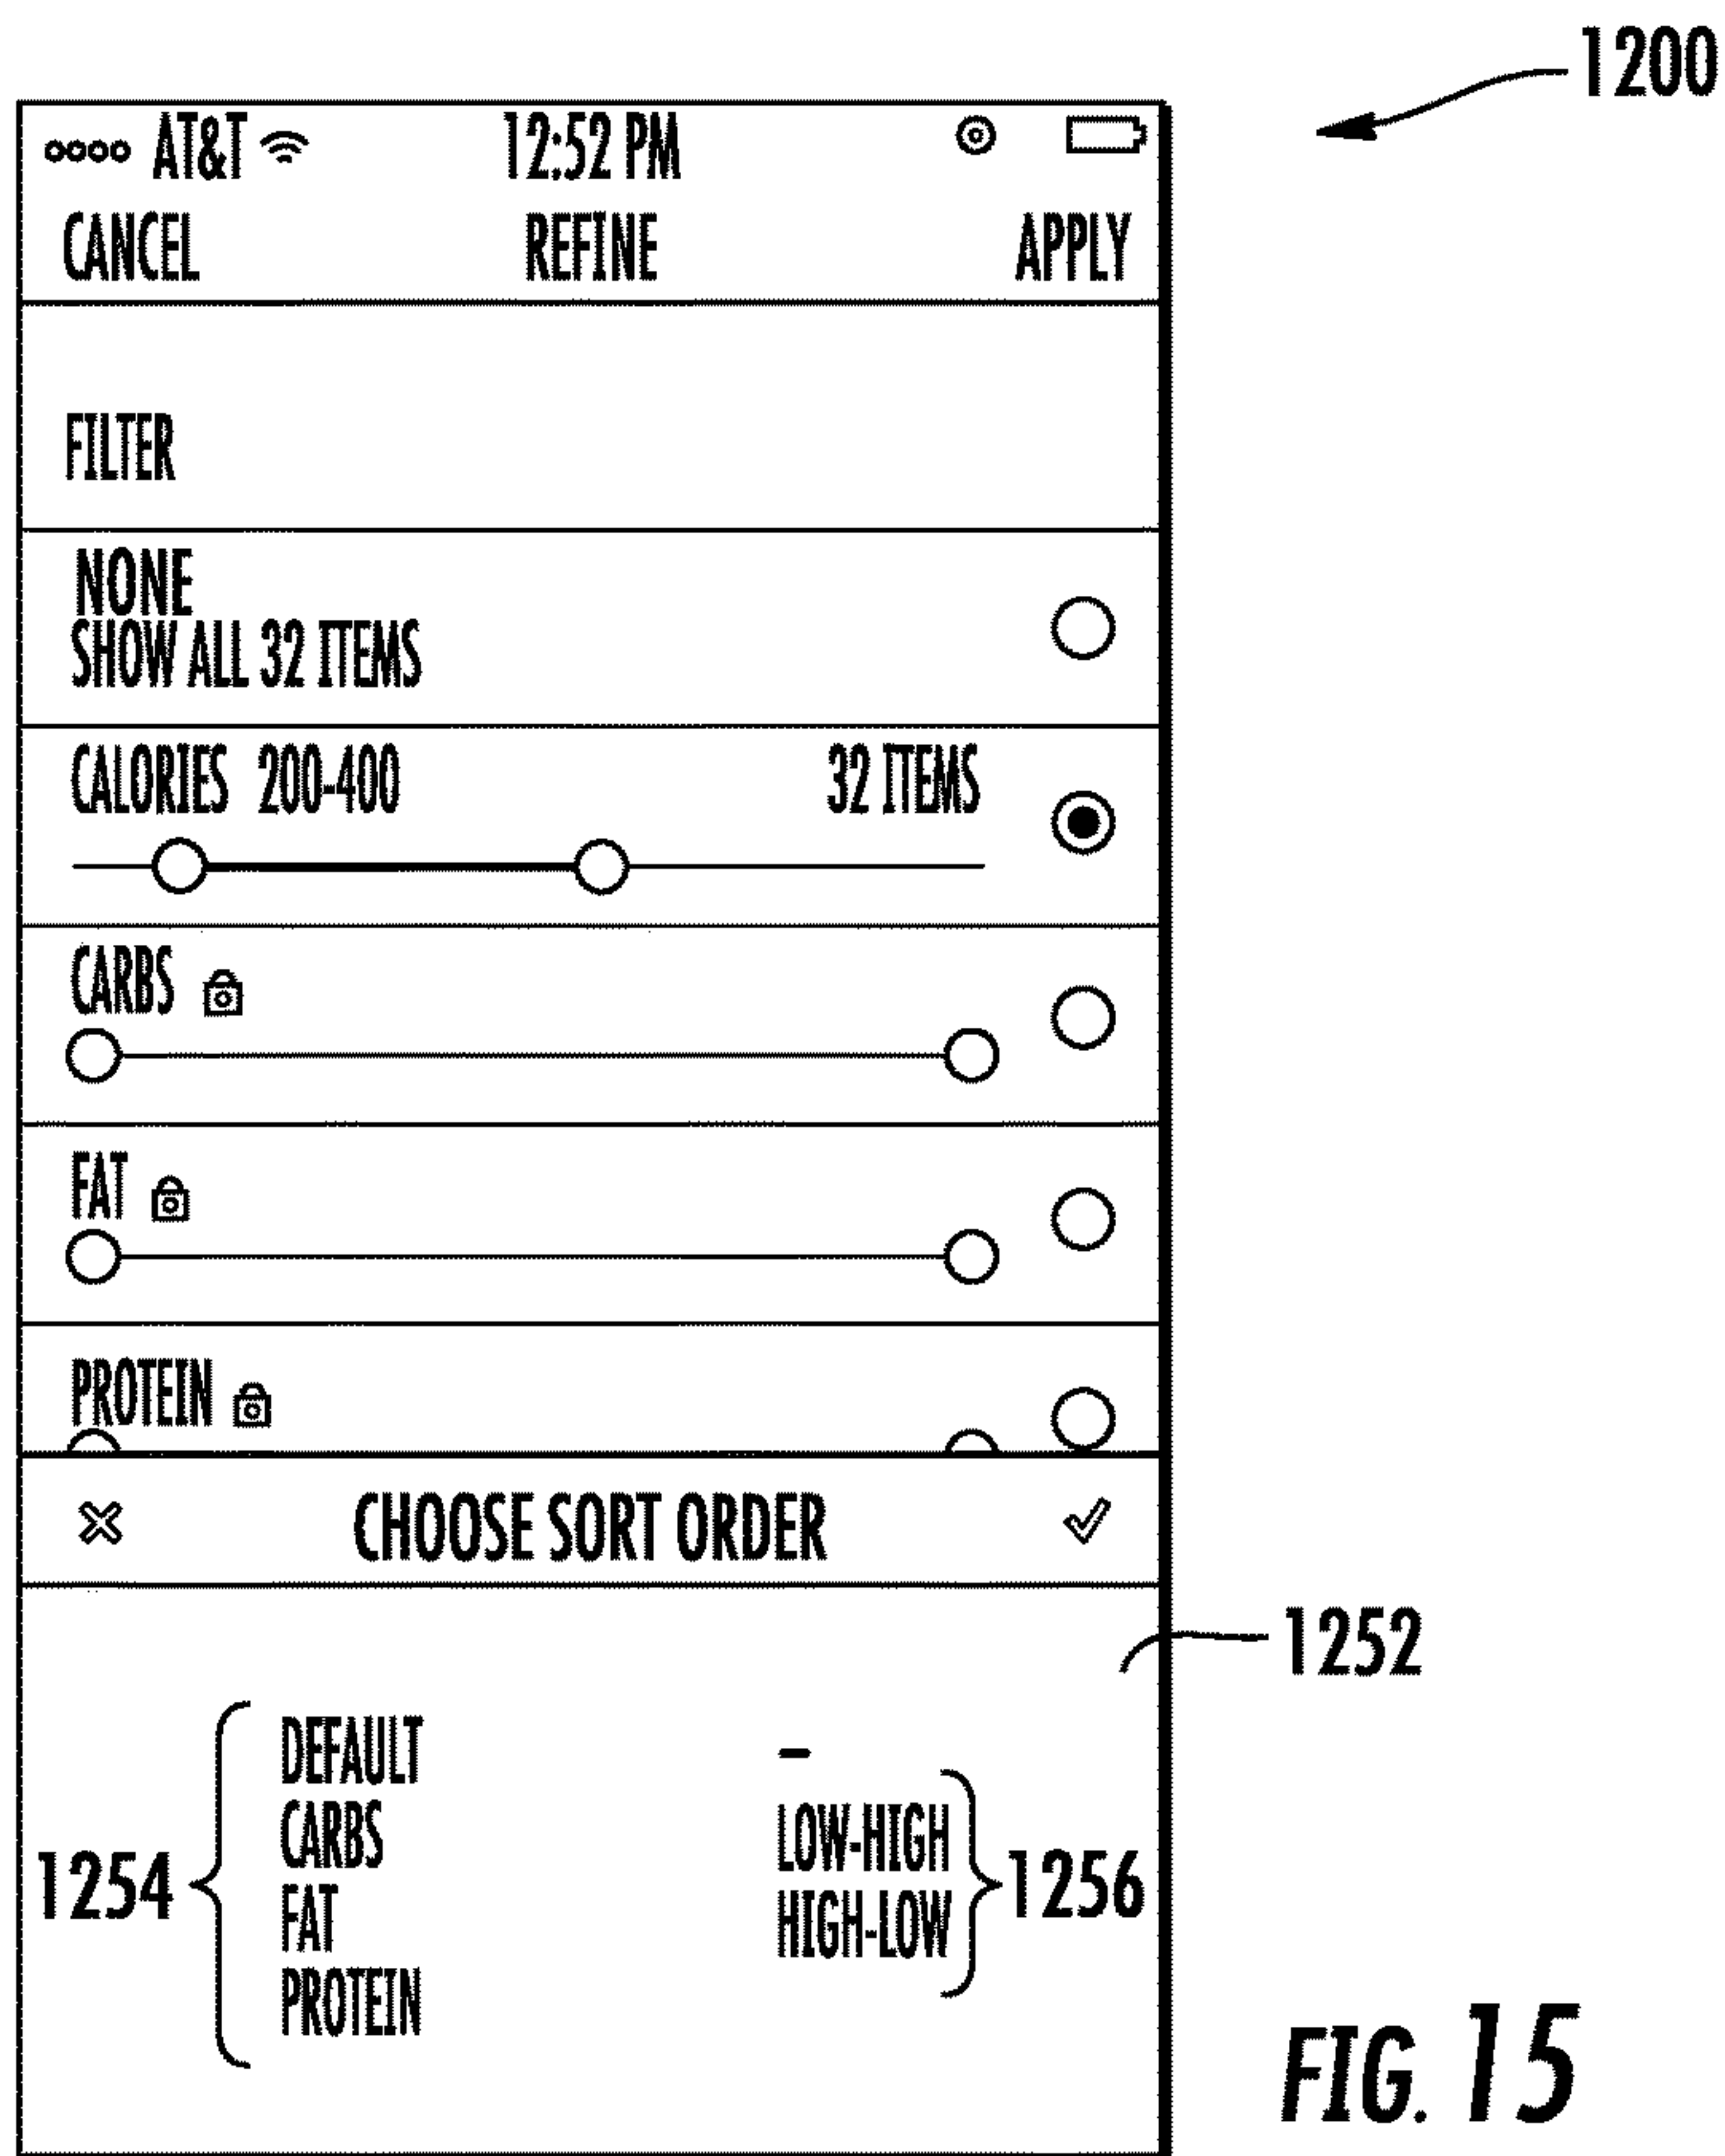 1200
AT&T 12:52 PM
CANCEL REFINE APPLY
FILTER
NONE
SHOW ALL 32 ITEMS
CALORIES 200-400 32 ITEMS
CARBS
FAT
PROTEIN
CHOOSE SORT ORDER
1252
DEFAULT -
CARBS LOW-HIGH
1254 1256
FAT HIGH-LOW
PROTEIN
FIG. 15